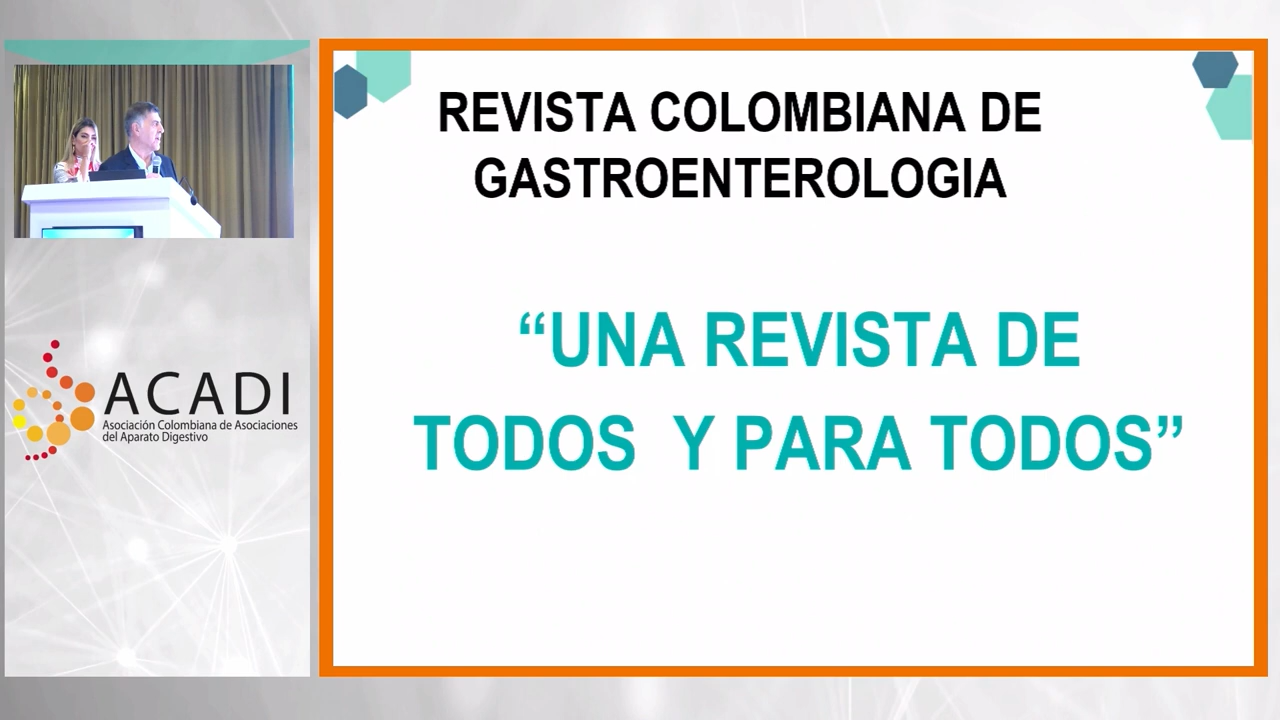 REVISTA COLOMBIANA DE
GASTROENTEROLOGIA
“UNA REVISTA DE
TODOS Y PARA TODOS”
ACADI
Asociación Colombiana de Asociaciones
del Aparato Digestivo